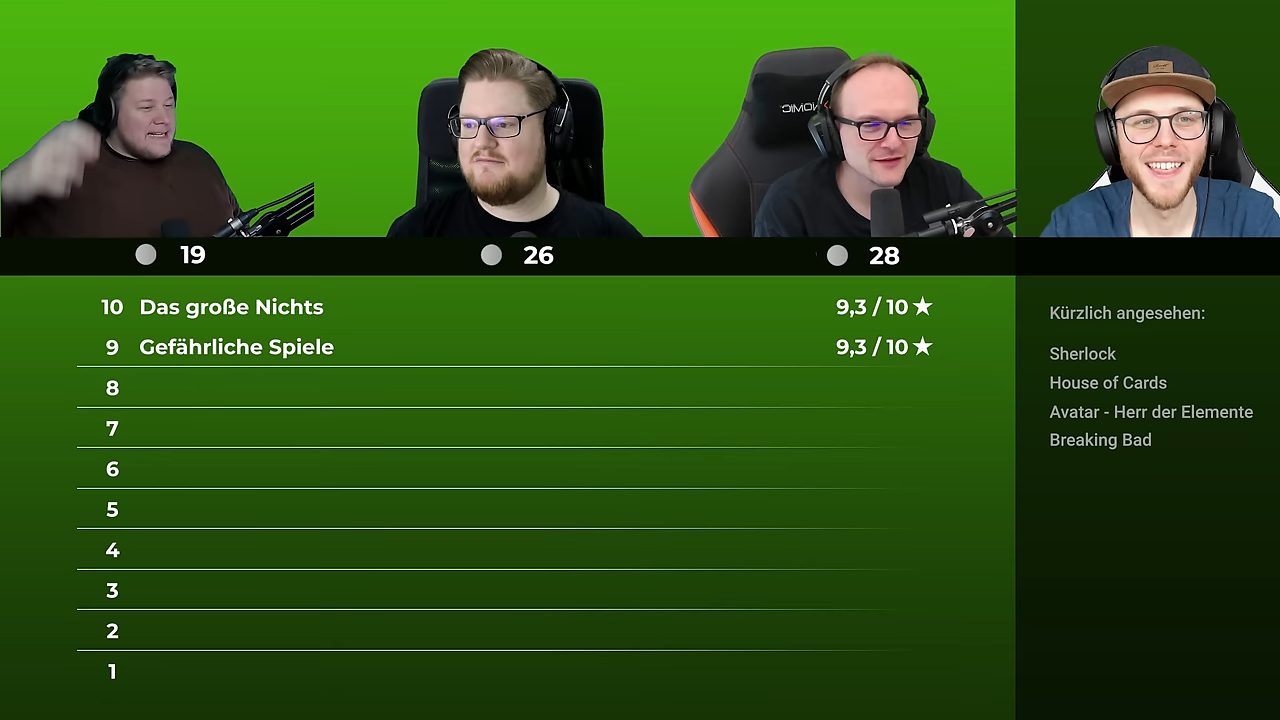 19
26
28
10 Das große Nichts 9,3 / 10 ★
9 Gefährliche Spiele 9,3 / 10 ★
8
7
6
5
4
3
2
1
Kürzlich angesehen:
Sherlock
House of Cards
Avatar - Herr der Elemente
Breaking Bad